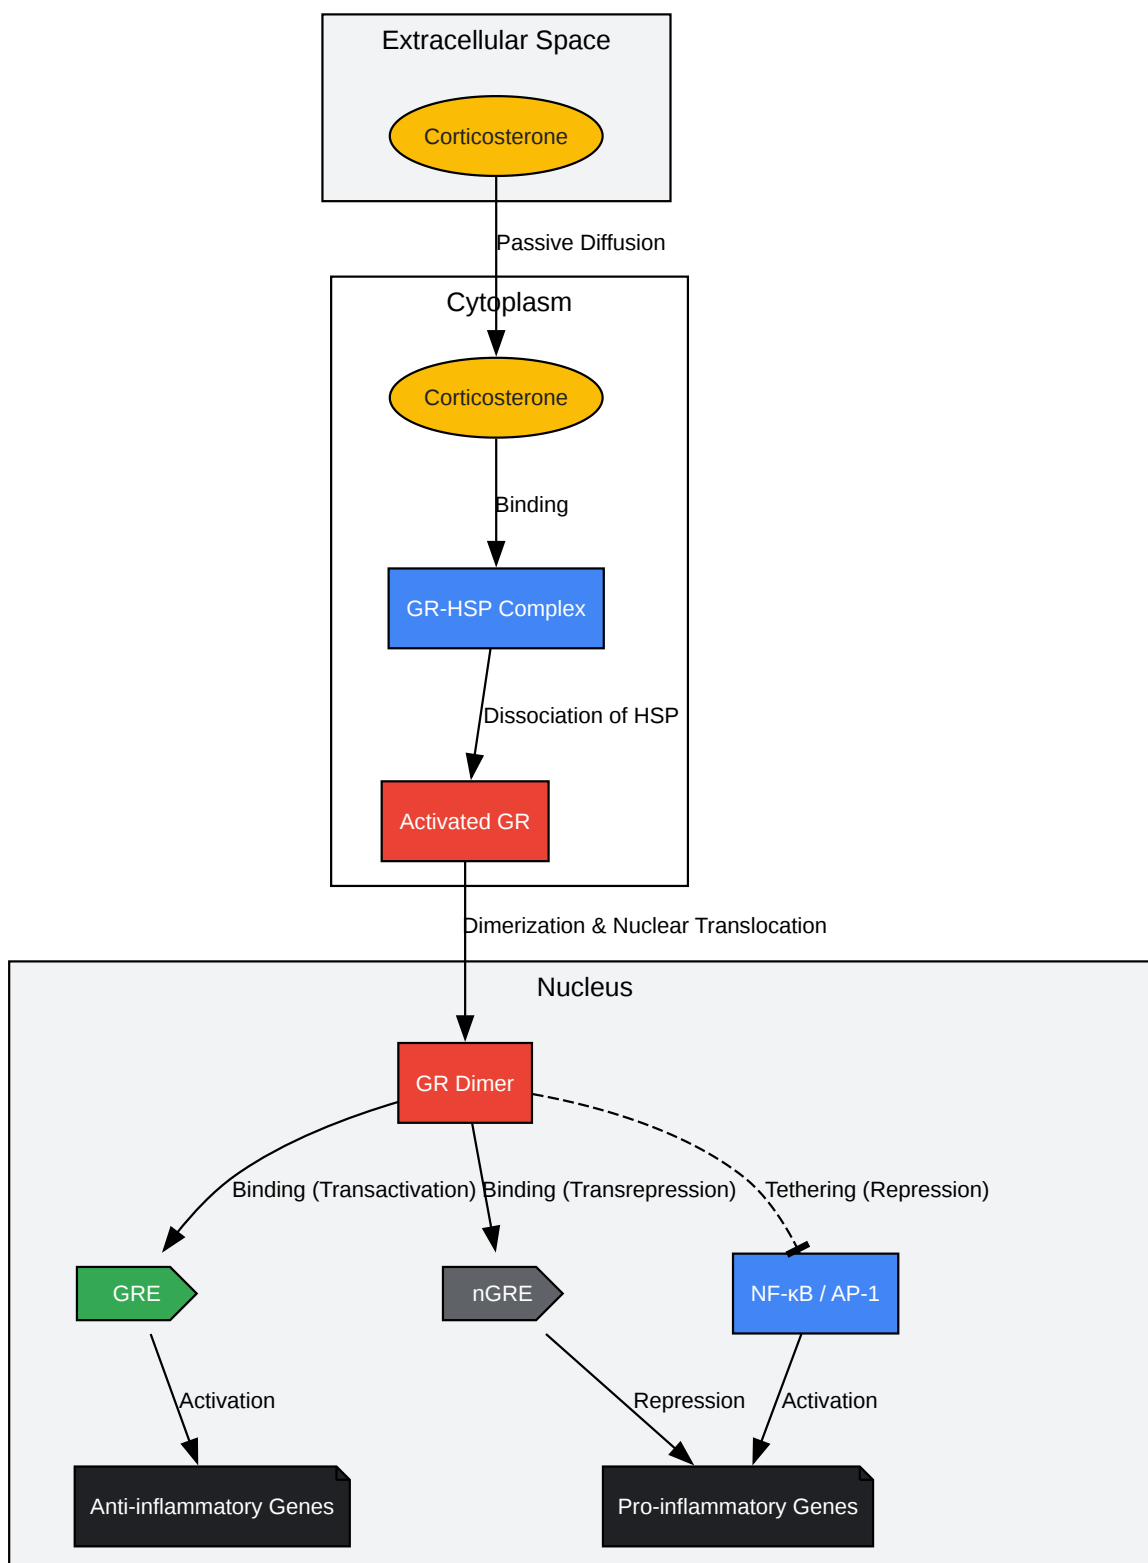 Extracellular Space
Corticosterone
Passive Diffusion
Cytoplasm
Corticosterone
Binding
GR-HSP Complex
Dissociation of HSP
Activated GR
Dimerization & Nuclear Translocation
Nucleus
GR Dimer
Binding (Transactivation)
Binding (Transrepression)
Tethering (Repression)
GRE
nGRE
NF-κB / AP-1
Activation
Repression
Activation
Anti-inflammatory Genes
Pro-inflammatory Genes